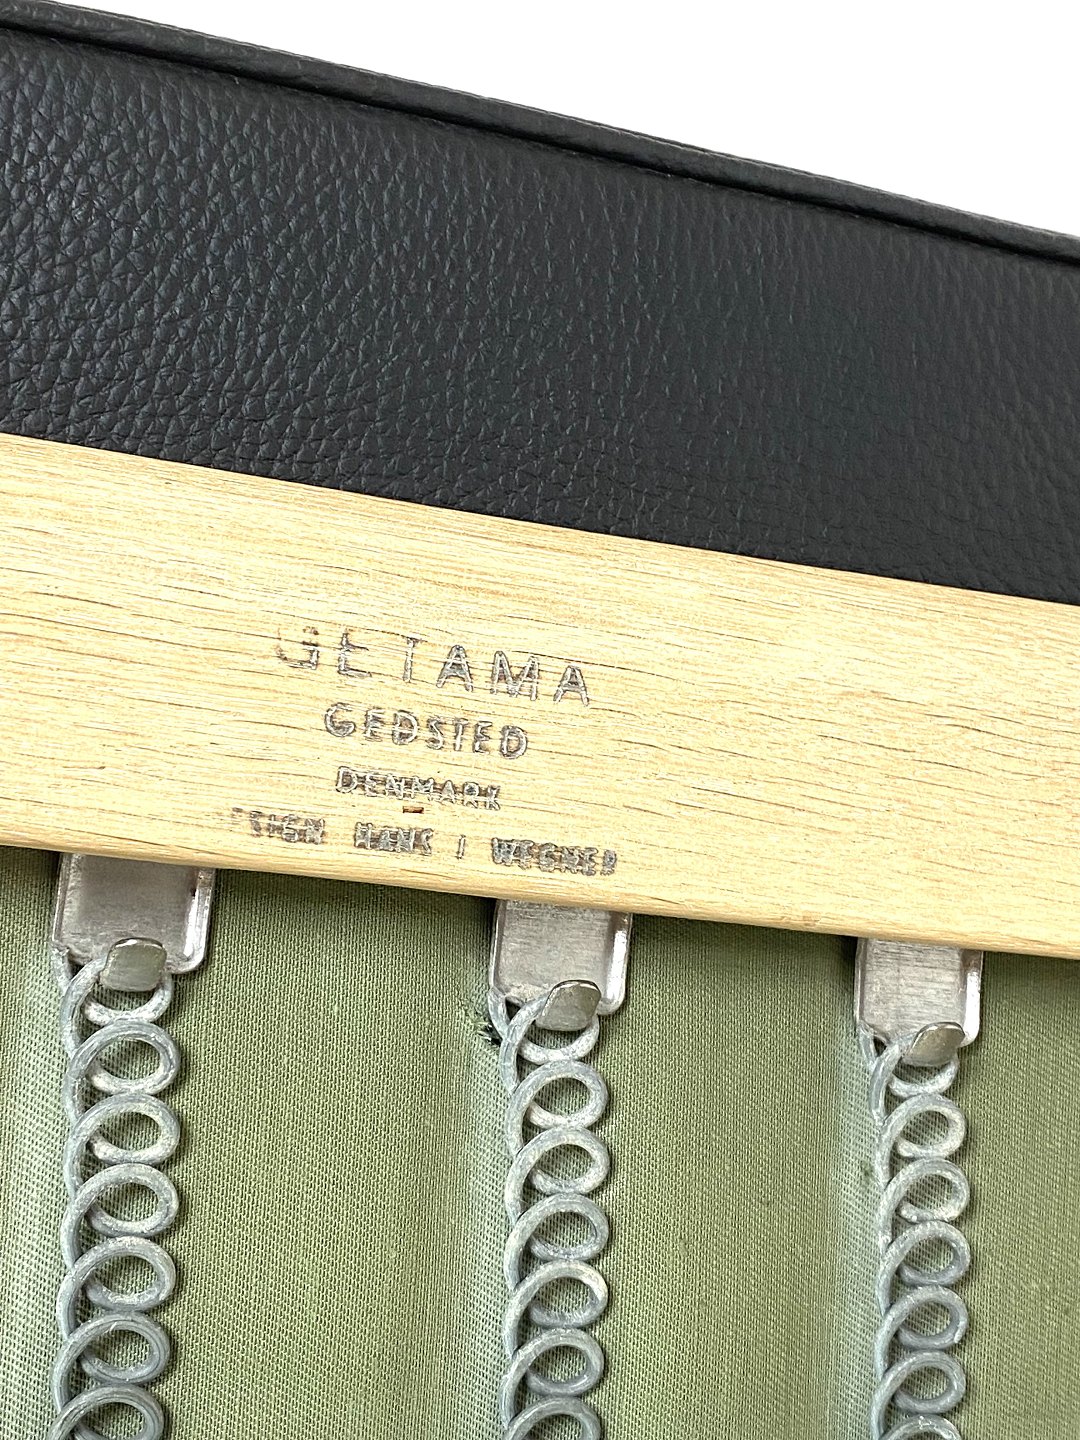 GETAMA
GEDSTED
DENMARK
DESIGN HANS J WEGNER